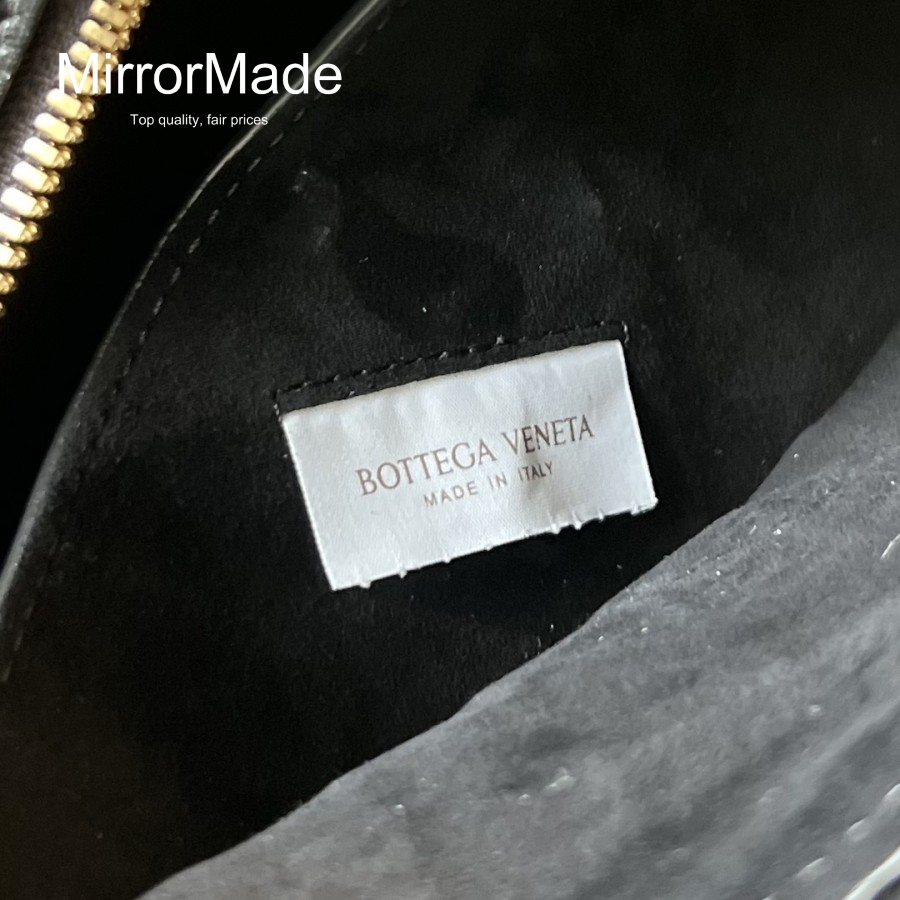 MirrorMade
Top quality, fair prices
BOTTEGA VENETA
MADE IN ITALY